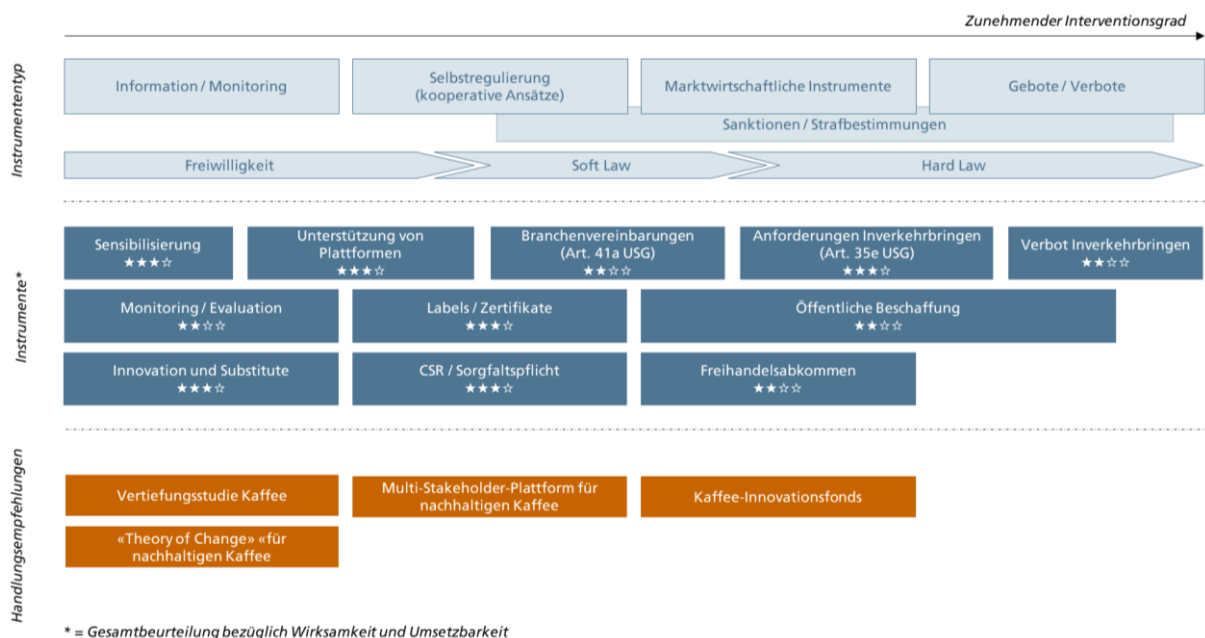 Zunehmender Interventionsgrad
Instrumententyp
Information / Monitoring
Selbstregulierung
(kooperative Ansätze)
Marktwirtschaftliche Instrumente
Gebote / Verbote
Sanktionen / Strafbestimmungen
Freiwilligkeit
Soft Law
Hard Law
Instrumente*
Sensibilisierung
★★★☆
Unterstützung von
Plattformen
★★★☆
Branchenvereinbarungen
(Art. 41a USG)
★★☆☆
Anforderungen Inverkehrbringen
(Art. 35e USG)
★★★☆
Verbot Inverkehrbringen
★★☆☆
Monitoring / Evaluation
★★☆☆
Labels / Zertifikate
★★★☆
Öffentliche Beschaffung
★★☆☆
Innovation und Substitute
★★★☆
CSR / Sorgfaltspflicht
★★★☆
Freihandelsabkommen
★★☆☆
Handlungsempfehlungen
Vertiefungsstudie Kaffee
Multi-Stakeholder-Plattform für
nachhaltigen Kaffee
Kaffee-Innovationsfonds
«Theory of Change» «für
nachhaltigen Kaffee
* = Gesamtbeurteilung bezüglich Wirksamkeit und Umsetzbarkeit